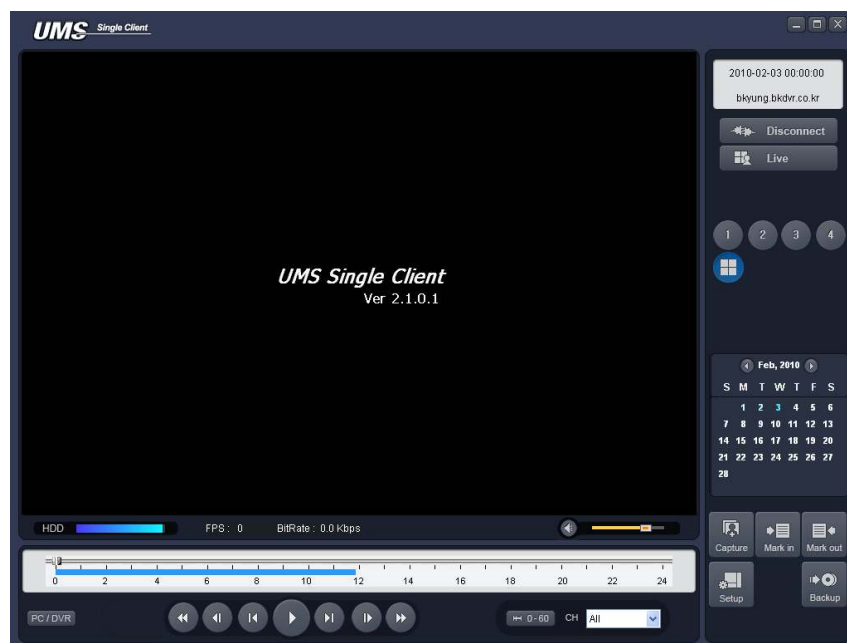 UMS Single Client
2010-02-03 00:00:00
bkyung.bkdvr.co.kr
Disconnect
Live
1 2 3 4
UMS Single Client
Ver 2.1.0.1
Feb, 2010
S M T W T F S
1 2 3 4 5 6
7 8 9 10 11 12 13
14 15 16 17 18 19 20
21 22 23 24 25 26 27
28
HDD FPS : 0 BitRate : 0.0 Kbps
Capture Mark in Mark out
0 2 4 6 8 10 12 14 16 18 20 22 24
Setup Backup
PC / DVR 0 - 60 CH All